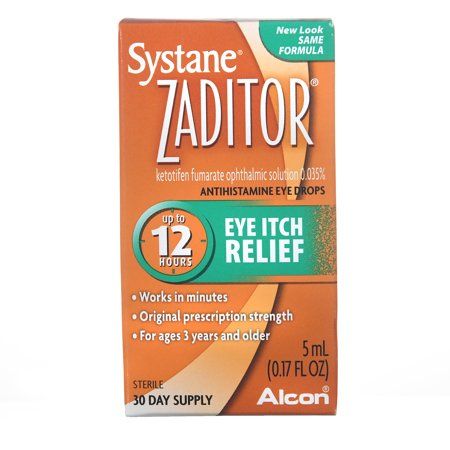 New Look
SAME
FORMULA
Systane®
ZADITOR®
ketotifen fumarate ophthalmic solution 0.035%
ANTIHISTAMINE EYE DROPS
up to
12
HOURS
EYE ITCH
RELIEF
• Works in minutes
• Original prescription strength
• For ages 3 years and older
5 mL
(0.17 FL OZ)
STERILE
30 DAY SUPPLY
Alcon®